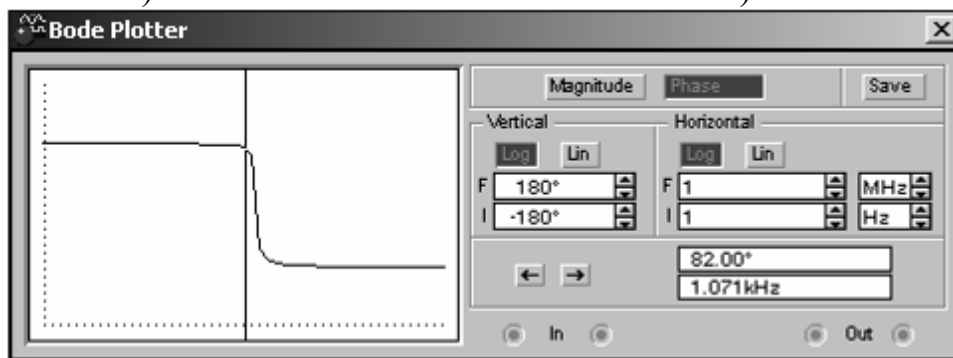 ) )
Bode Plotter
Magnitude Phase Save
Vertical Horizontal
Log Lin Log Lin
F 180° F 1 MHz
I -180° I 1 Hz
82.00°
1.071kHz
In Out